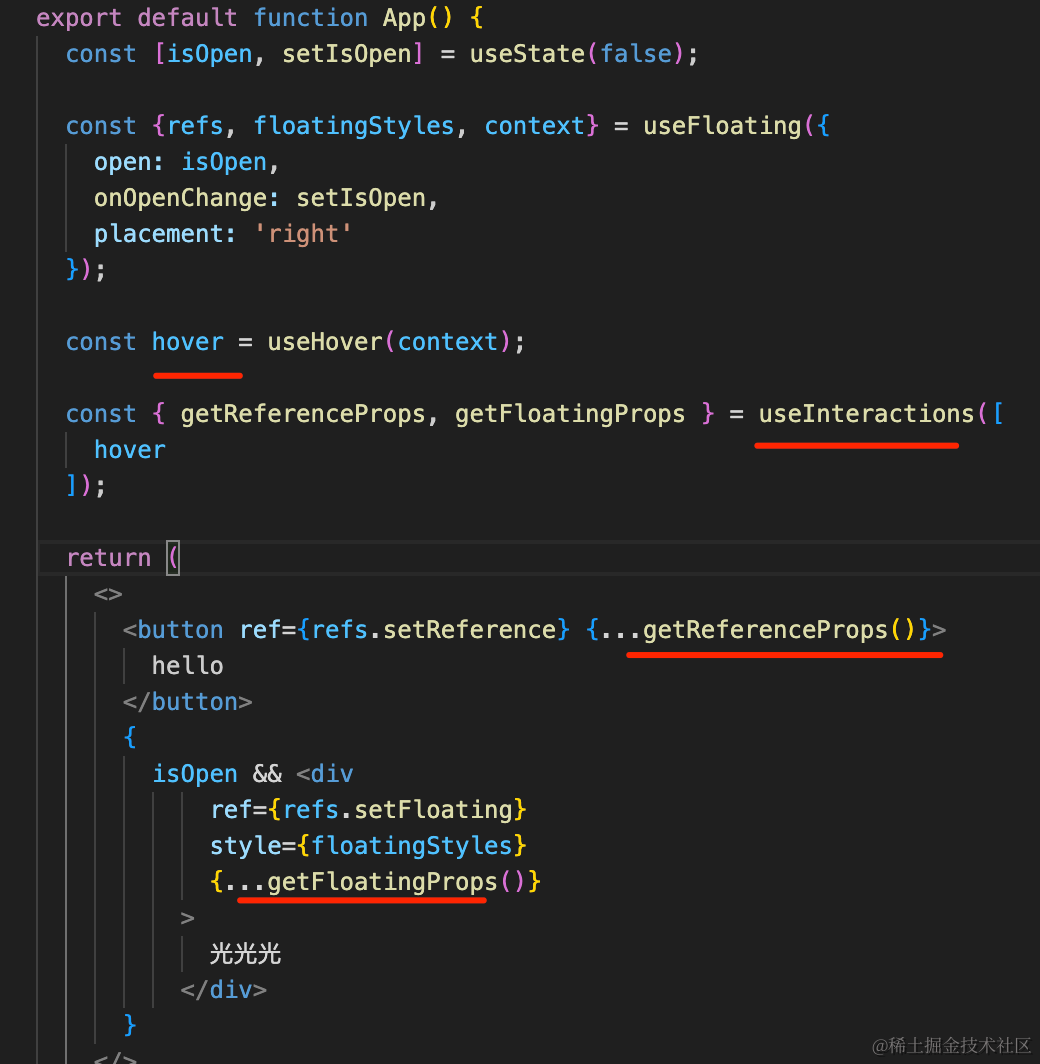 export default function App() {
const [isOpen, setIsOpen] = useState(false);
const {refs, floatingStyles, context} = useFloating({
open: isOpen,
onOpenChange: setIsOpen,
placement: 'right'
});
const hover = useHover(context);
const { getReferenceProps, getFloatingProps } = useInteractions([
hover
]);
return (
<>
<button ref={refs.setReference} {...getReferenceProps()}>
hello
</button>
{
isOpen && <div
ref={refs.setFloating}
style={floatingStyles}
{...getFloatingProps()}
>
光光光
</div>
}
</>
@稀土掘金技术社区